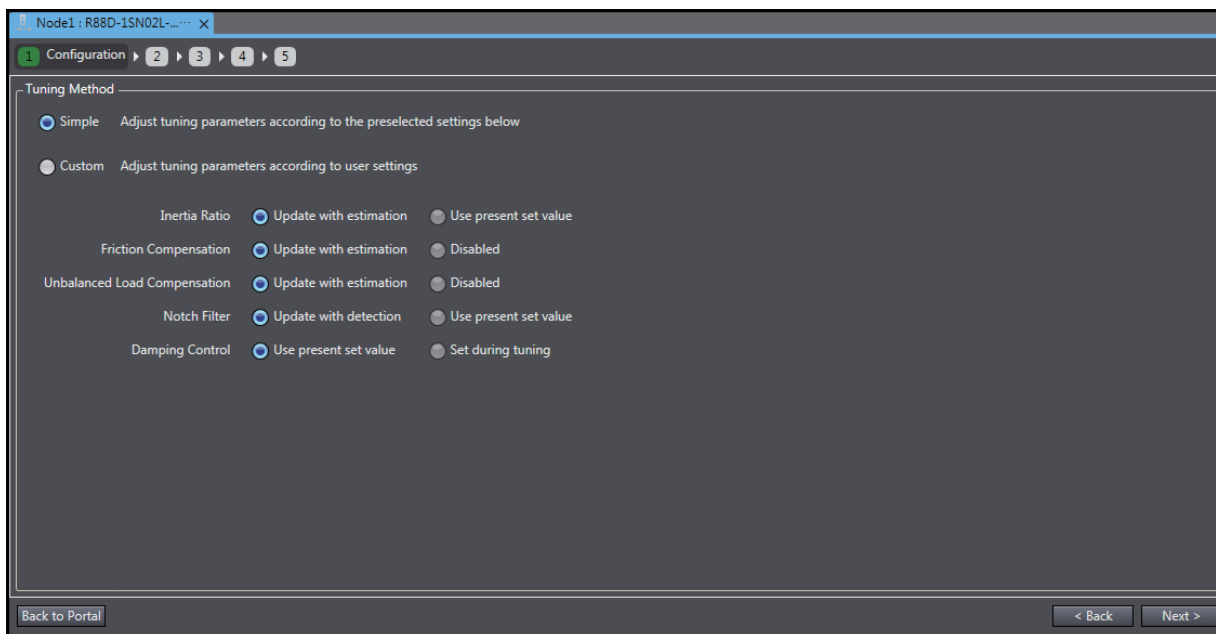 Node1 : R88D-1SN02L-...··· ×
1 Configuration 2 3 4 5
Tuning Method
Simple Adjust tuning parameters according to the preselected settings below
Custom Adjust tuning parameters according to user settings
Inertia Ratio Update with estimation Use present set value
Friction Compensation Update with estimation Disabled
Unbalanced Load Compensation Update with estimation Disabled
Notch Filter Update with detection Use present set value
Damping Control Use present set value Set during tuning
Back to Portal < Back Next >